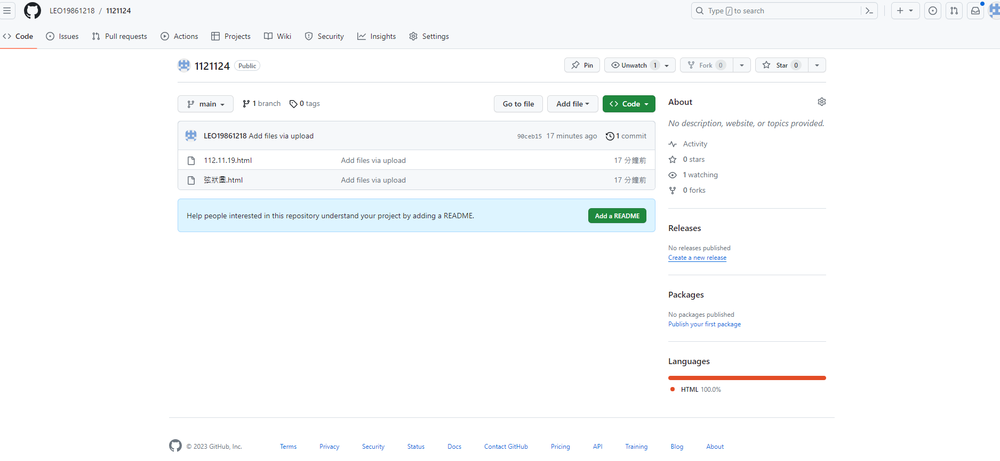 LEO19861218 / 1121124
Type / to search
Code Issues Pull requests Actions Projects Wiki Security Insights Settings
1121124 Public
Pin Unwatch 1 Fork 0 Star 0
main 1 branch 0 tags Go to file Add file Code
LEO19861218 Add files via upload 90ceb15 17 minutes ago 1 commit
112.11.19.html Add files via upload 17 分鐘前
弦狀圖.html Add files via upload 17 分鐘前
Help people interested in this repository understand your project by adding a README. Add a README
About
No description, website, or topics provided.
Activity
0 stars
1 watching
0 forks
Releases
No releases published
Create a new release
Packages
No packages published
Publish your first package
Languages
HTML 100.0%
© 2023 GitHub, Inc. Terms Privacy Security Status Docs Contact GitHub Pricing API Training Blog About